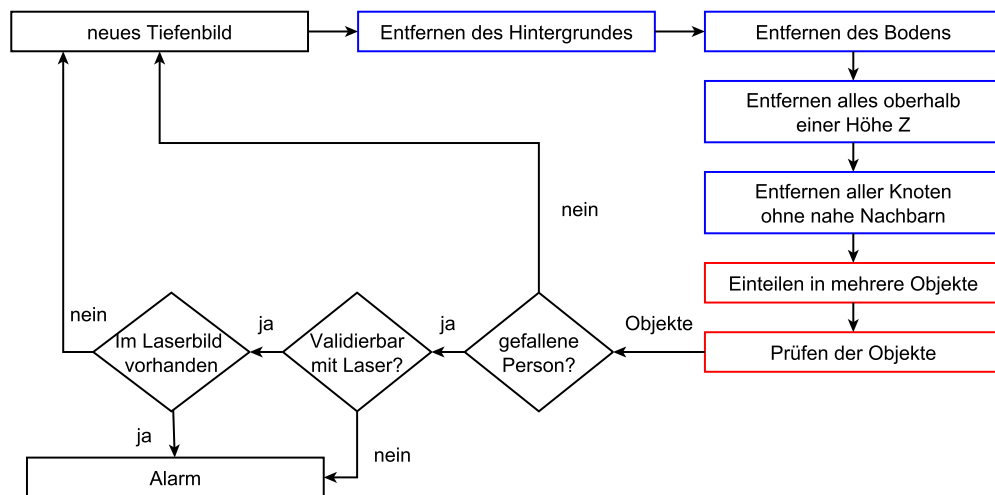 neues Tiefenbild
Entfernen des Hintergrundes
Entfernen des Bodens
Entfernen alles oberhalb
einer Höhe Z
Entfernen aller Knoten
ohne nahe Nachbarn
Einteilen in mehrere Objekte
Prüfen der Objekte
Objekte
gefallene
Person?
nein
ja
Validierbar
mit Laser?
nein
ja
Im Laserbild
vorhanden
nein
ja
Alarm